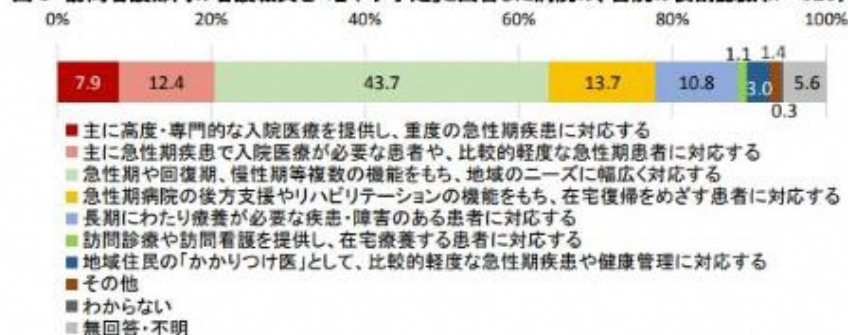 0% 20% 40% 60% 80% 100%
1.1 1.4
7.9 12.4 43.7 13.7 10.8 3.0 5.6
0.3
主に高度・専門的な入院医療を提供し、重度の急性期疾患に対応する
主に急性期疾患で入院医療が必要な患者や、比較的軽度な急性期患者に対応する
急性期や回復期、慢性期等複数の機能をもち、地域のニーズに幅広く対応する
急性期病院の後方支援やリハビリテーションの機能をもち、在宅復帰をめざす患者に対応する
長期にわたり療養が必要な疾患・障害のある患者に対応する
訪問診療や訪問看護を提供し、在宅療養する患者に対応する
地域住民の「かかりつけ医」として、比較的軽度な急性期疾患や健康管理に対応する
その他
わからない
無回答・不明